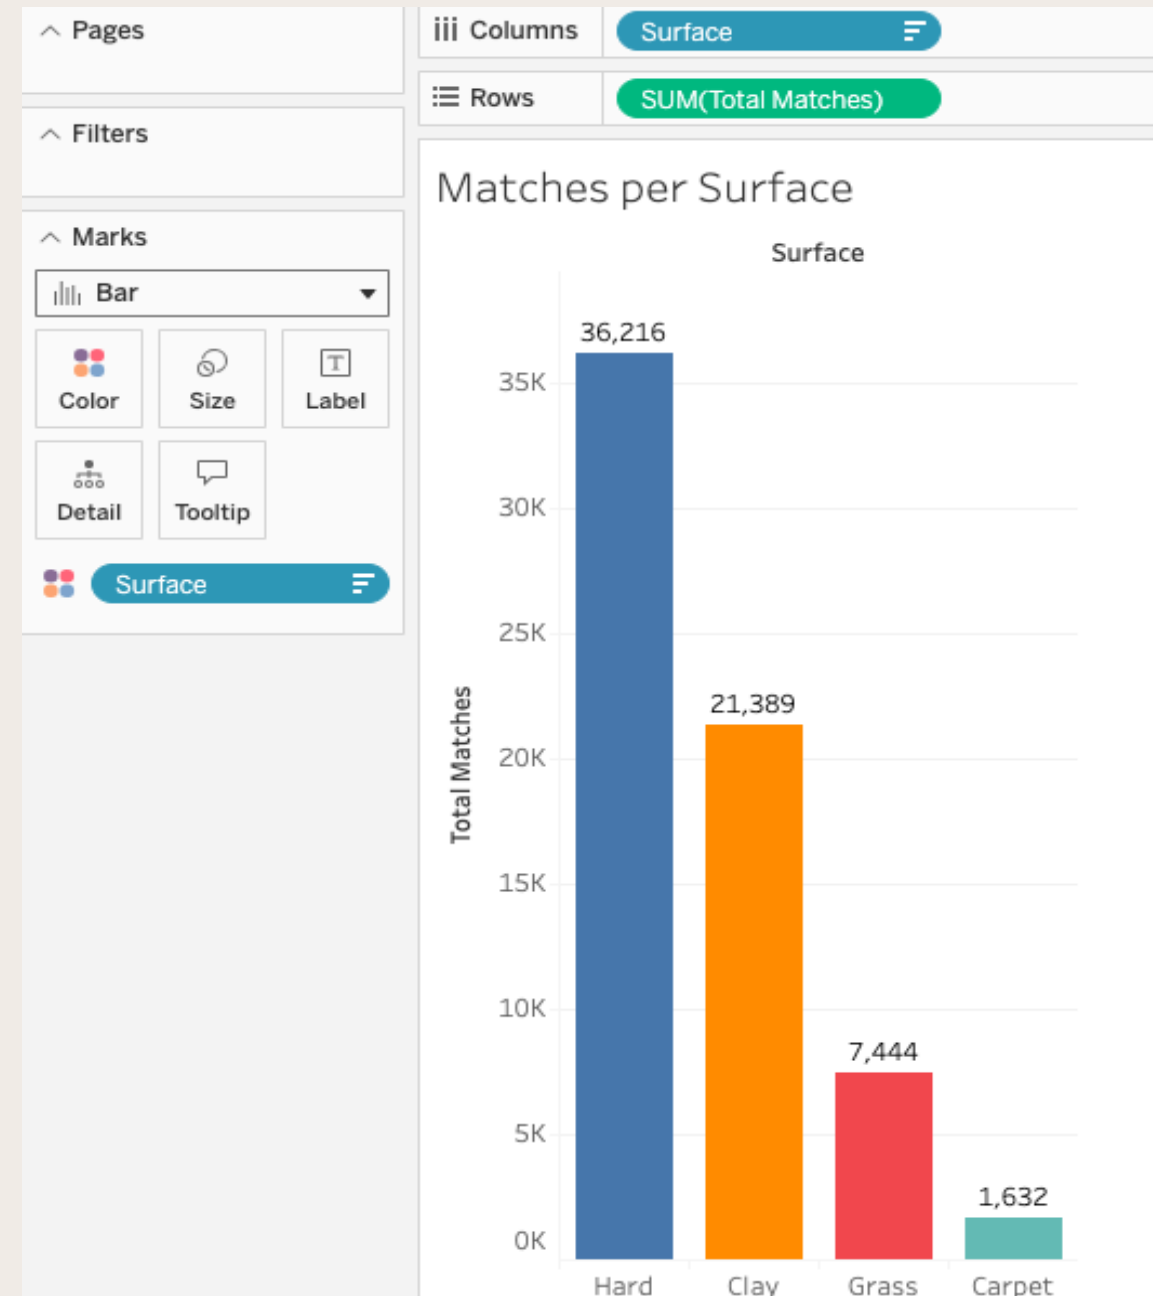 Pages
Filters
Marks
Bar
Color Size Label
Detail Tooltip
Surface
Columns Surface
Rows SUM(Total Matches)
Matches per Surface
Surface
36,216
35K
30K
25K
21,389
20K
15K
10K
7,444
5K
1,632
0K
Total Matches
Hard Clay Grass Carpet